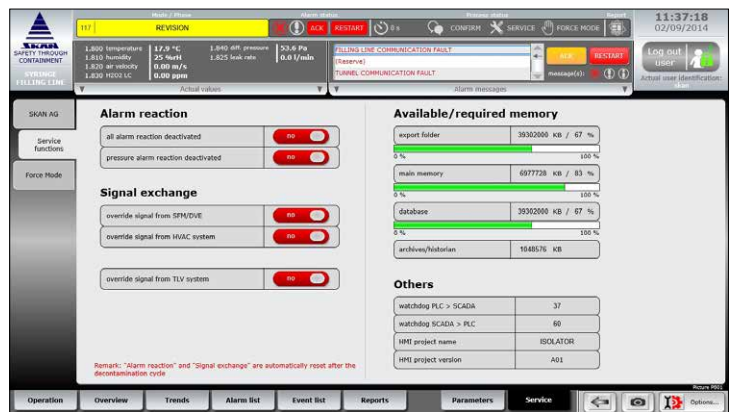 Mode / Phase
Alarm status
Process status
Report
11:37:18
02/09/2014
117
REVISION
ACK
RESTART
0 s
CONFIRM
SERVICE
FORCE MODE
SKAN
SAFETY THROUGH
CONTAINMENT
SYRINGE
FILLING LINE
1.800 temperature
17.9 °C
1.840 diff. pressure
53.6 Pa
1.810 humidity
25 %rH
1.825 leak rate
0.0 l/min
1.820 air velocity
0.00 m/s
1.830 H2O2 LC
0.00 ppm
Actual values
FILLING LINE COMMUNICATION FAULT
(Reserve)
TUNNEL COMMUNICATION FAULT
Alarm messages
ACK
RESTART
message(s):
Log out
user
Actual user identification:
skan
SKAN AG
Service
functions
Force Mode
Alarm reaction
all alarm reaction deactivated
no
pressure alarm reaction deactivated
no
Signal exchange
override signal from SFM/DVE
no
override signal from HVAC system
no
override signal from TLV system
no
Remark: "Alarm reaction" and "Signal exchange" are automatically reset after the
decontamination cycle
Available/required
memory
export folder
39302000 KB / 67 %
0 %
100 %
main memory
6977728 KB / 83 %
0 %
100 %
database
39302000 KB / 67 %
0 %
100 %
archives/historian
1048576 KB
Others
watchdog PLC > SCADA
37
watchdog SCADA > PLC
60
HMI project name
ISOLATOR
HMI project version
A01
Picture P501
Operation
Overview
Trends
Alarm list
Event list
Reports
Parameters
Service
Options...